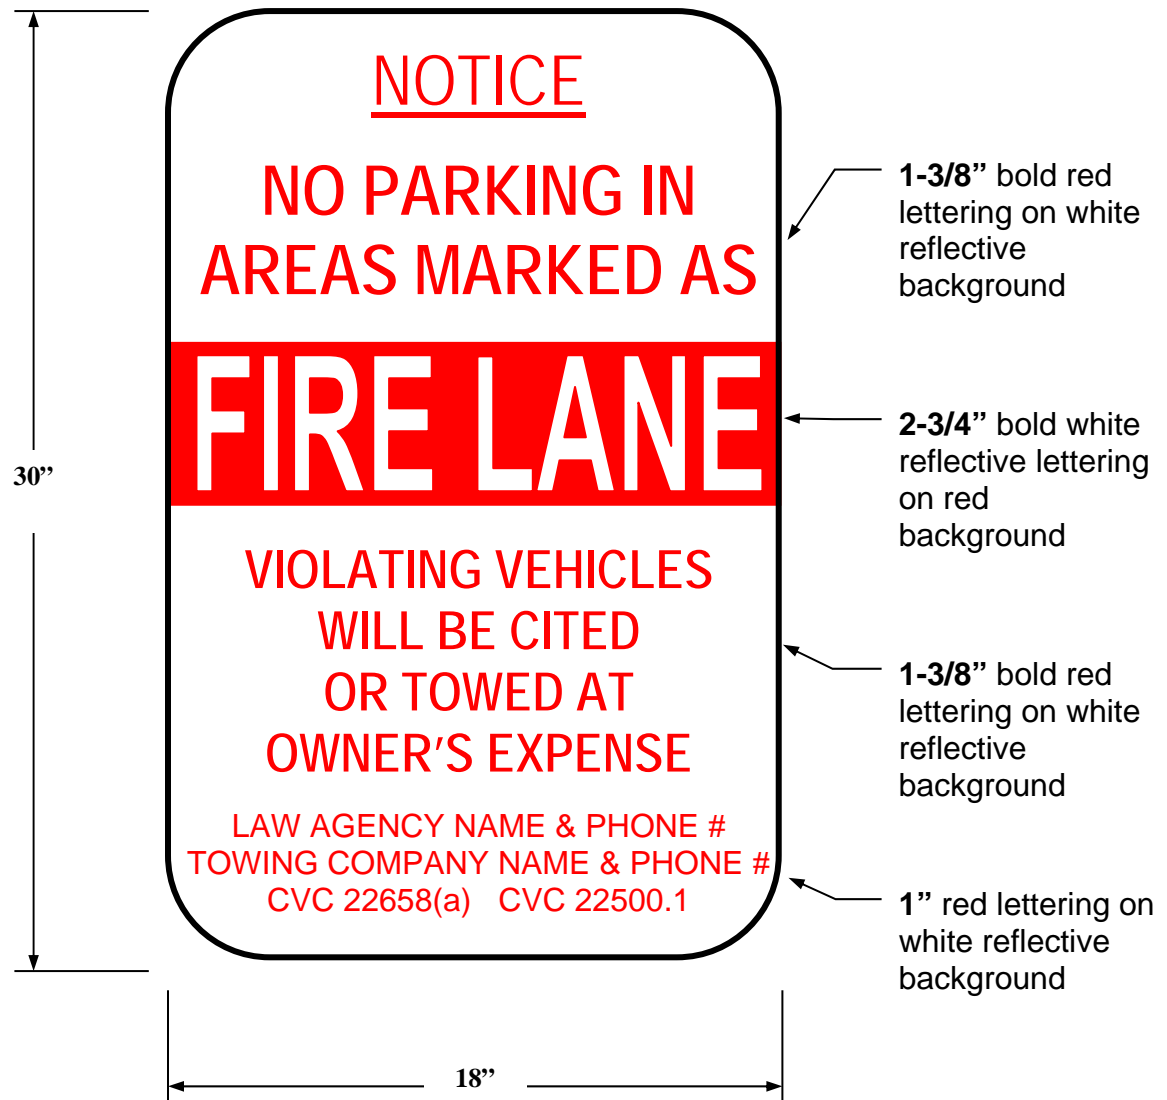 NOTICE
NO PARKING IN
AREAS MARKED AS
FIRE LANE
VIOLATING VEHICLES
WILL BE CITED
OR TOWED AT
OWNER'S EXPENSE
LAW AGENCY NAME & PHONE #
TOWING COMPANY NAME & PHONE #
CVC 22658(a) CVC 22500.1
30”
18”
1-3/8” bold red
lettering on white
reflective
background
2-3/4” bold white
reflective lettering
on red
background
1-3/8” bold red
lettering on white
reflective
background
1” red lettering on
white reflective
background